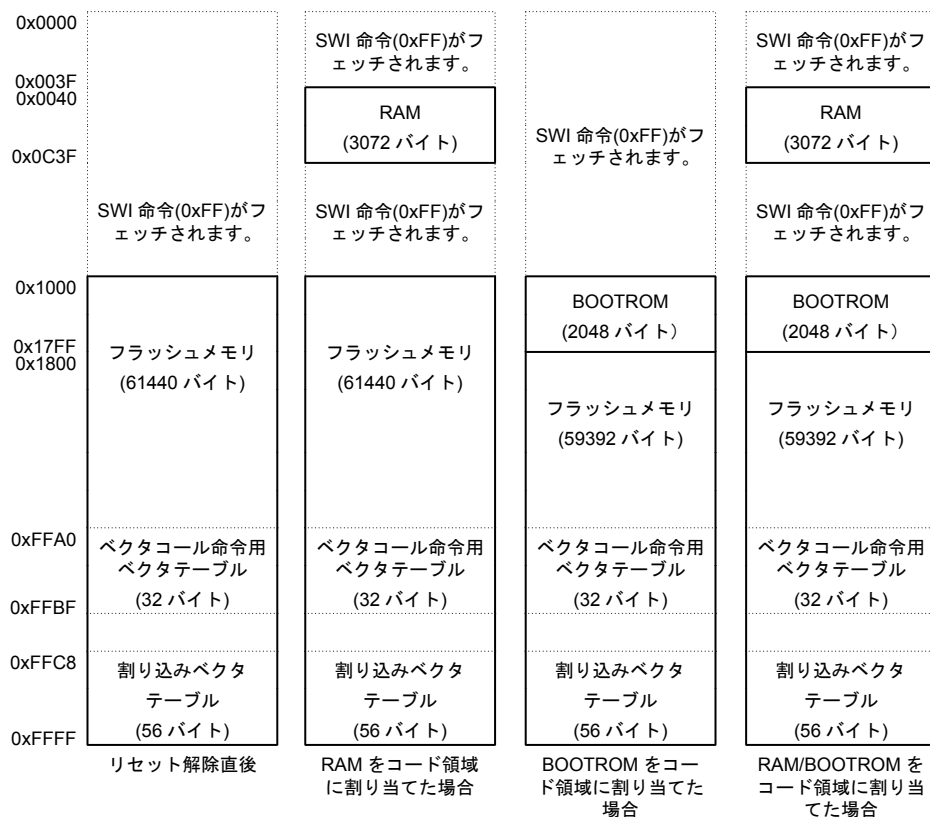 0x0000
0x003F
0x0040
0x0C3F
0x1000
0x17FF
0x1800
0xFFA0
0xFFBF
0xFFC8
0xFFFF
SWI 命令(0xFF)がフ
ェッチされます。
フラッシュメモリ
(61440 バイト)
ベクタコール命令用
ベクタテーブル
(32 バイト)
割り込みベクタ
テーブル
(56 バイト)
リセット解除直後
SWI 命令(0xFF)がフ
ェッチされます。
RAM
(3072 バイト)
SWI 命令(0xFF)がフ
ェッチされます。
フラッシュメモリ
(61440 バイト)
ベクタコール命令用
ベクタテーブル
(32 バイト)
割り込みベクタ
テーブル
(56 バイト)
RAM をコード領域
に割り当てた場合
SWI 命令(0xFF)がフ
ェッチされます。
BOOTROM
(2048 バイト）
フラッシュメモリ
(59392 バイト)
ベクタコール命令用
ベクタテーブル
(32 バイト)
割り込みベクタ
テーブル
(56 バイト)
BOOTROM をコー
ド領域に割り当てた
場合
SWI 命令(0xFF)がフ
ェッチされます。
RAM
(3072 バイト)
SWI 命令(0xFF)がフ
ェッチされます。
BOOTROM
(2048 バイト）
フラッシュメモリ
(59392 バイト)
ベクタコール命令用
ベクタテーブル
(32 バイト)
割り込みベクタ
テーブル
(56 バイト)
RAM/BOOTROM を
コード領域に割り当
てた場合